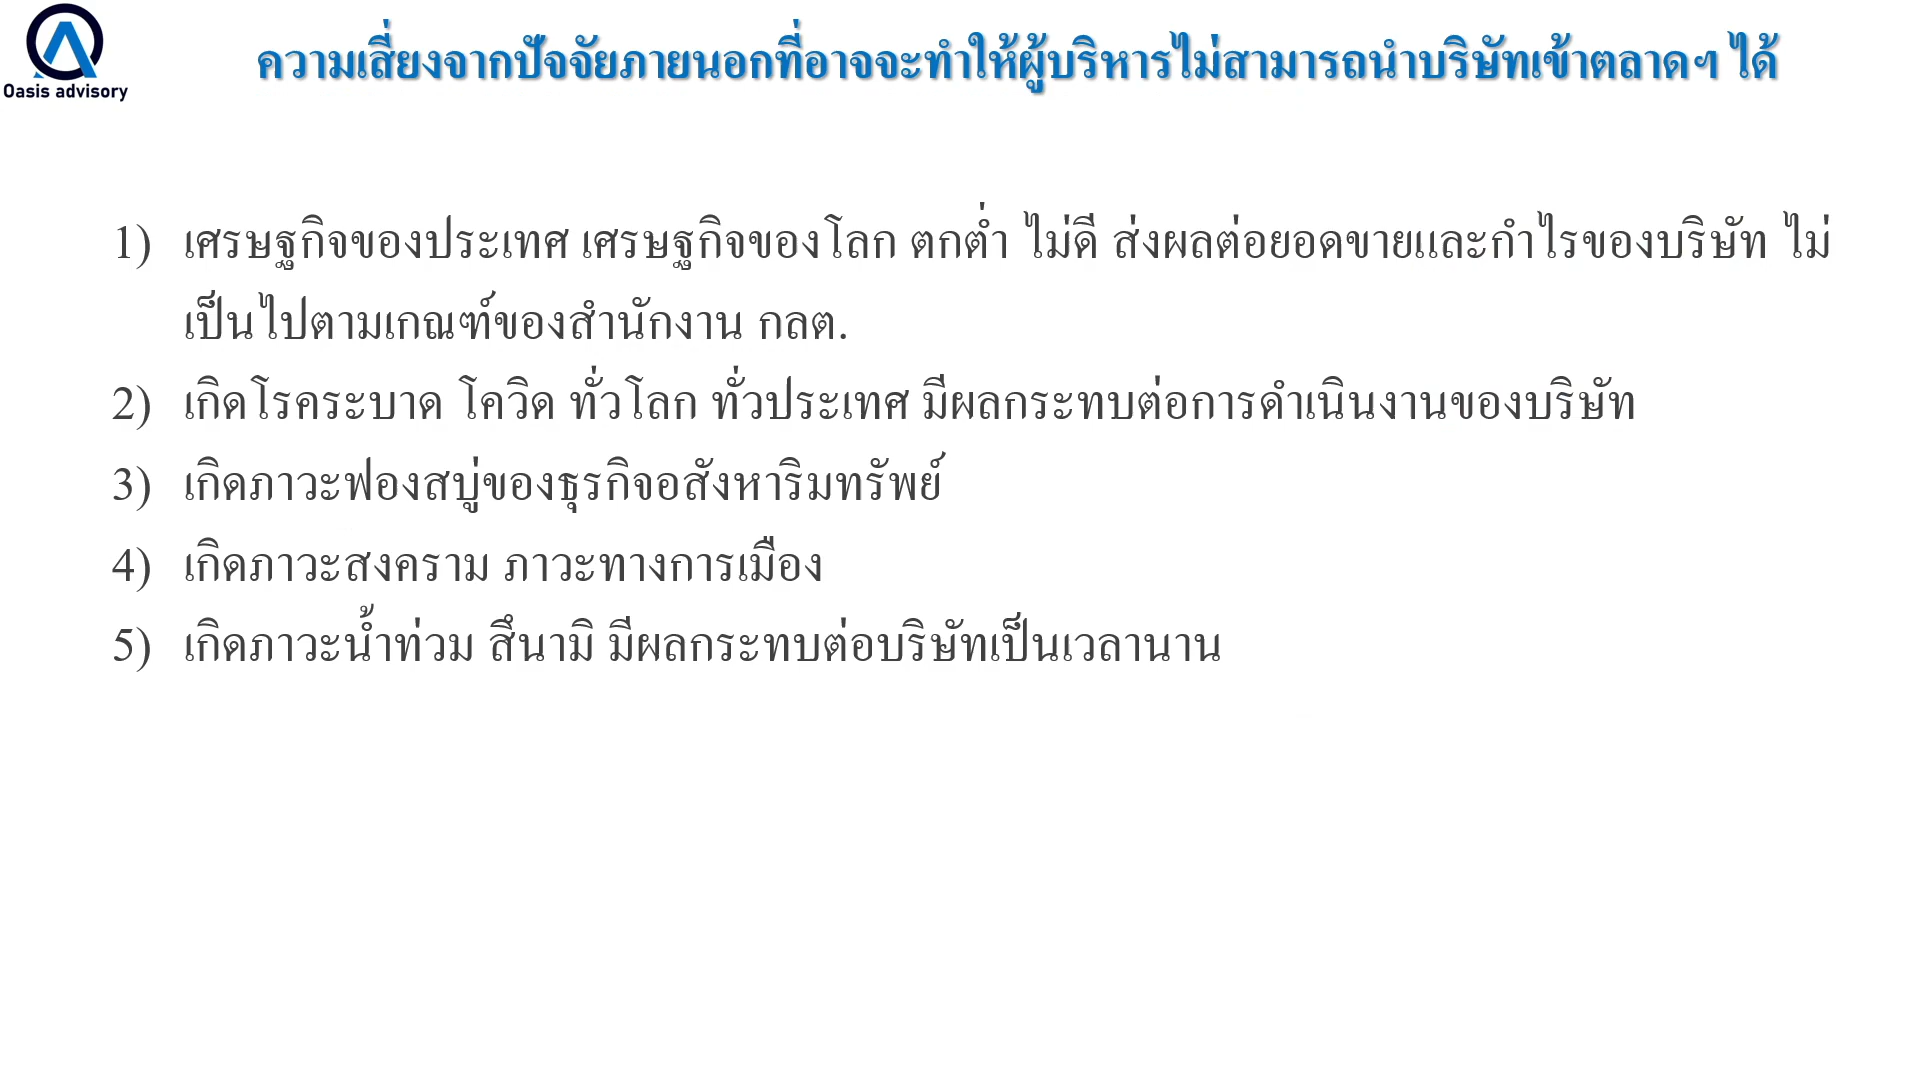 Oasis advisory
ความเสี่ยงจากปัจจัยภายนอกที่อาจจะทำให้ผู้บริหารไม่สามารถนำบริษัทเข้าตลาดฯ ได้
1) เศรษฐกิจของประเทศ เศรษฐกิจของโลก ตกต่ำ ไม่ดี ส่งผลต่อยอดขายและกำไรของบริษัท ไม่
เป็นไปตามเกณฑ์ของสำนักงาน กลต.
2) เกิดโรคระบาด โควิด ทั่วโลก ทั่วประเทศ มีผลกระทบต่อการดำเนินงานของบริษัท
3) เกิดภาวะฟองสบู่ของธุรกิจอสังหาริมทรัพย์
4) เกิดภาวะสงคราม ภาวะทางการเมือง
5) เกิดภาวะน้ำท่วม สึนามิ มีผลกระทบต่อบริษัทเป็นเวลานาน